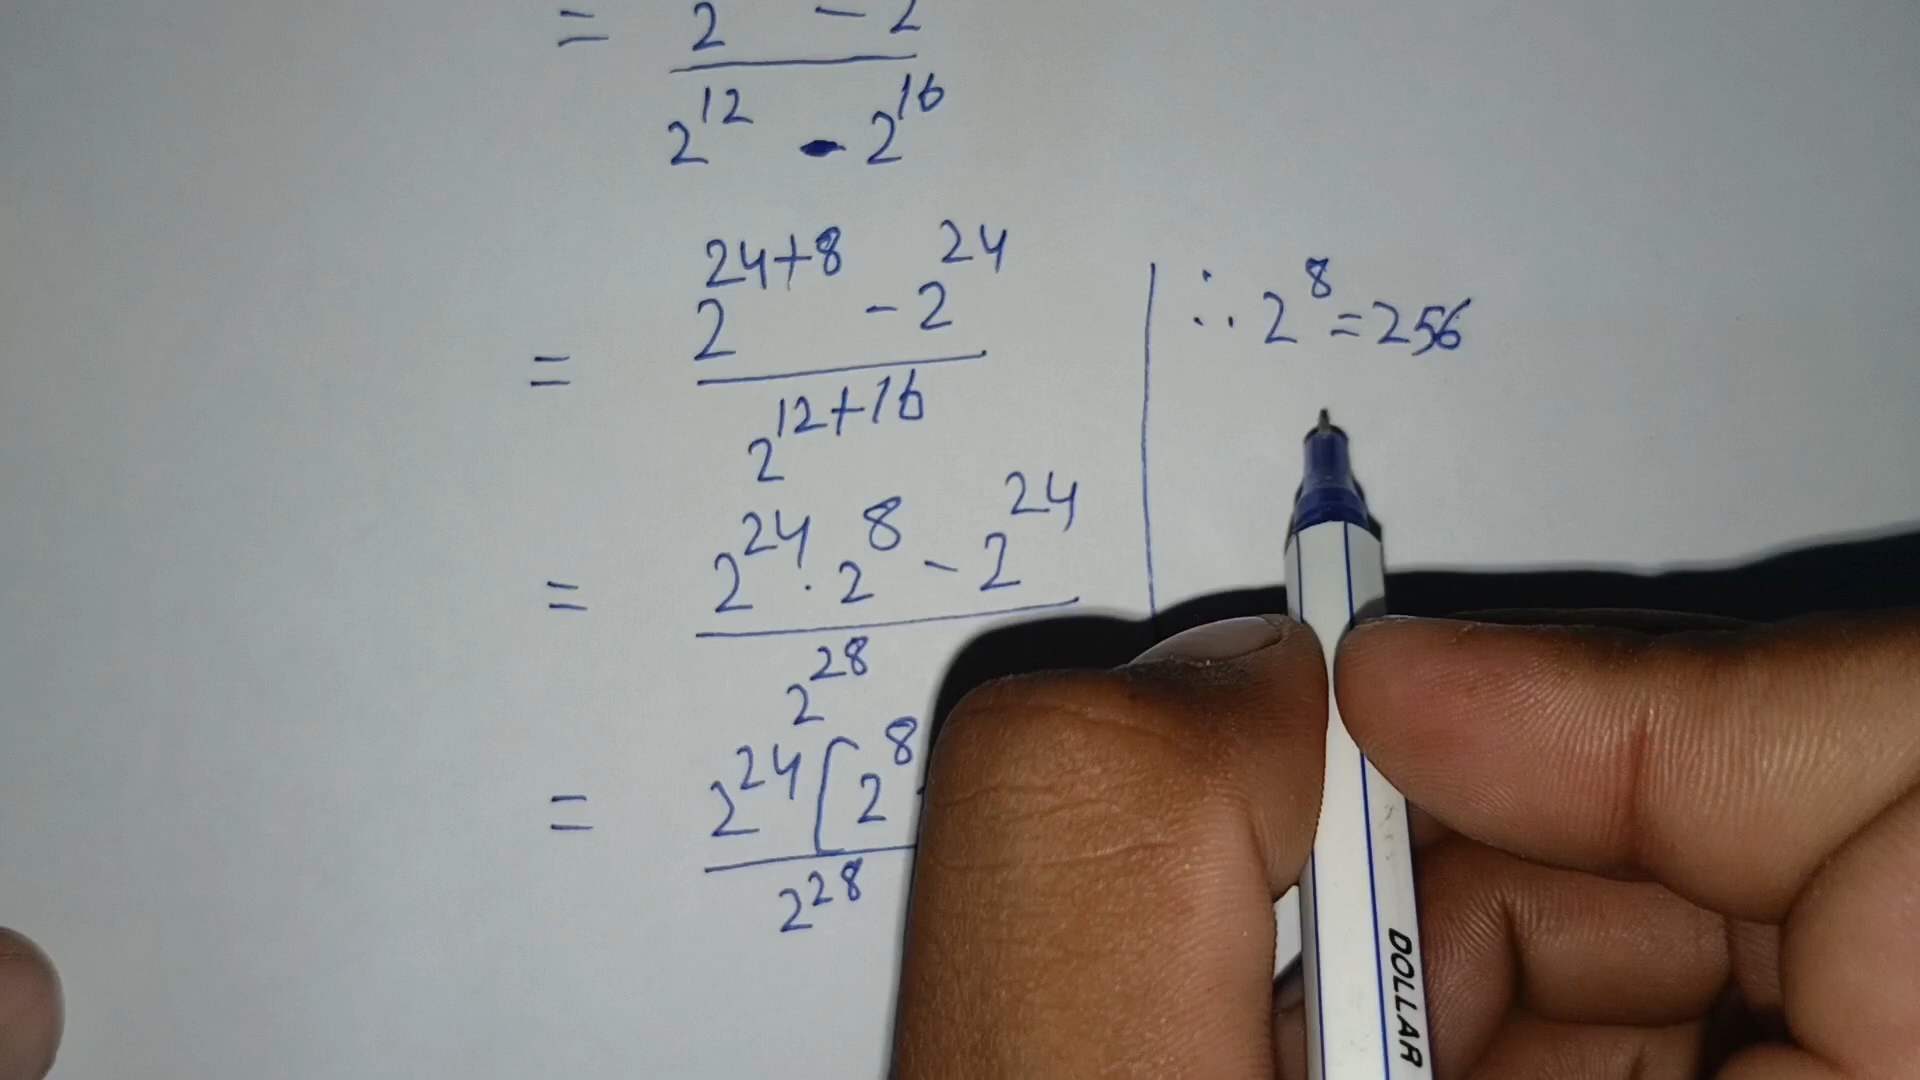 = 2 - 2
2^12 · 2^16
= 2^24+8 - 2^24
2^12+16
∴ 2^8 = 256
= 2^24 · 2^8 - 2^24
2^28
= 2^24 [2^8
2^28
DOLLAR